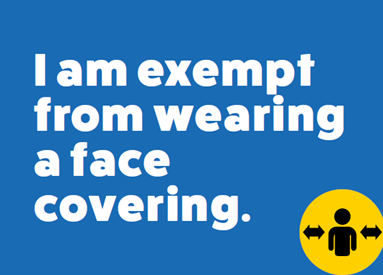 I am exempt
from wearing
a face
covering.